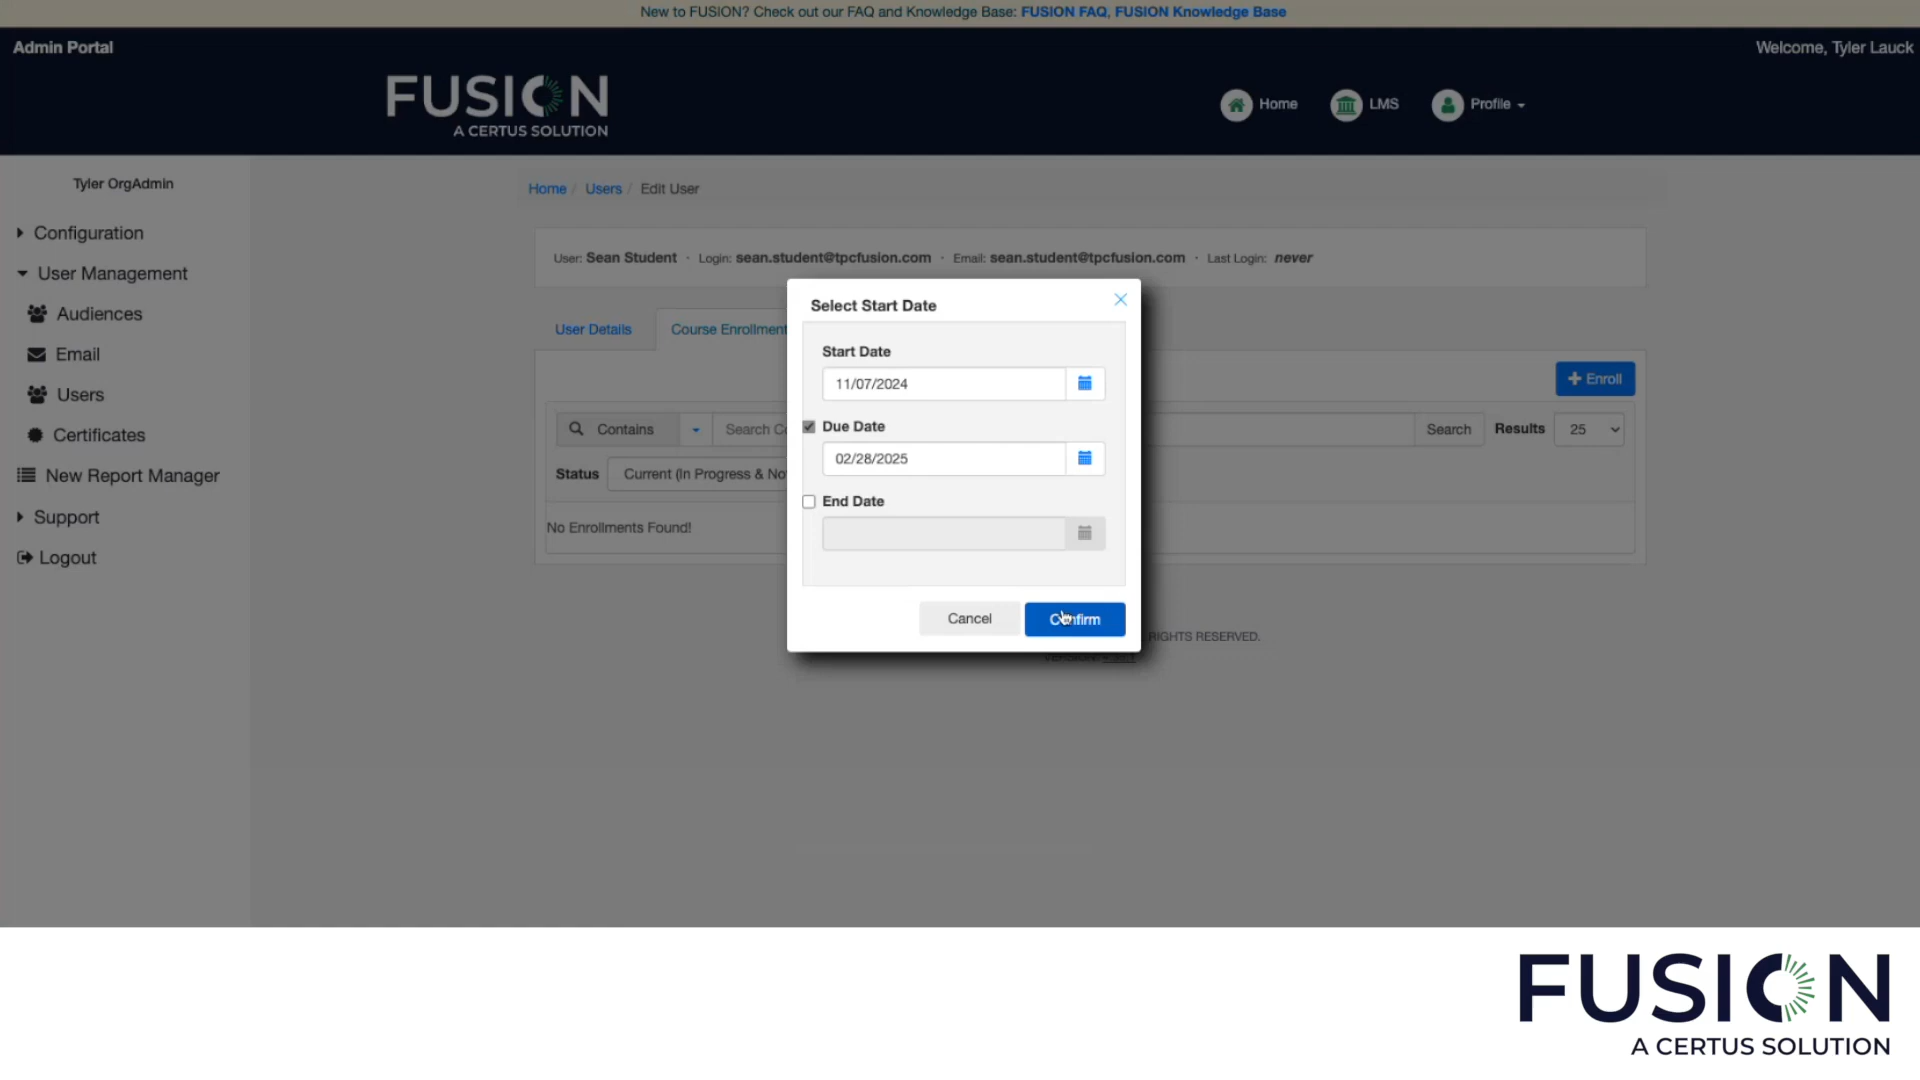 New to FUSION? Check out our FAQ and Knowledge Base: FUSION FAQ, FUSION Knowledge Base
Admin Portal
Welcome, Tyler Lauck
FUSION
A CERTUS SOLUTION
Home
LMS
Profile
Tyler OrgAdmin
Configuration
User Management
Audiences
Email
Users
Certificates
New Report Manager
Support
Logout
Home / Users / Edit User
User: Sean Student · Login: sean.student@tpcfusion.com · Email: sean.student@tpcfusion.com · Last Login: never
User Details
Course Enrollment
Enroll
Contains
Search
Search
Results
25
Status
Current (In Progress &
No Enrollments Found!
Select Start Date
Start Date
11/07/2024
Due Date
02/28/2025
End Date
Cancel
Confirm
RIGHTS RESERVED.
FUSION
A CERTUS SOLUTION